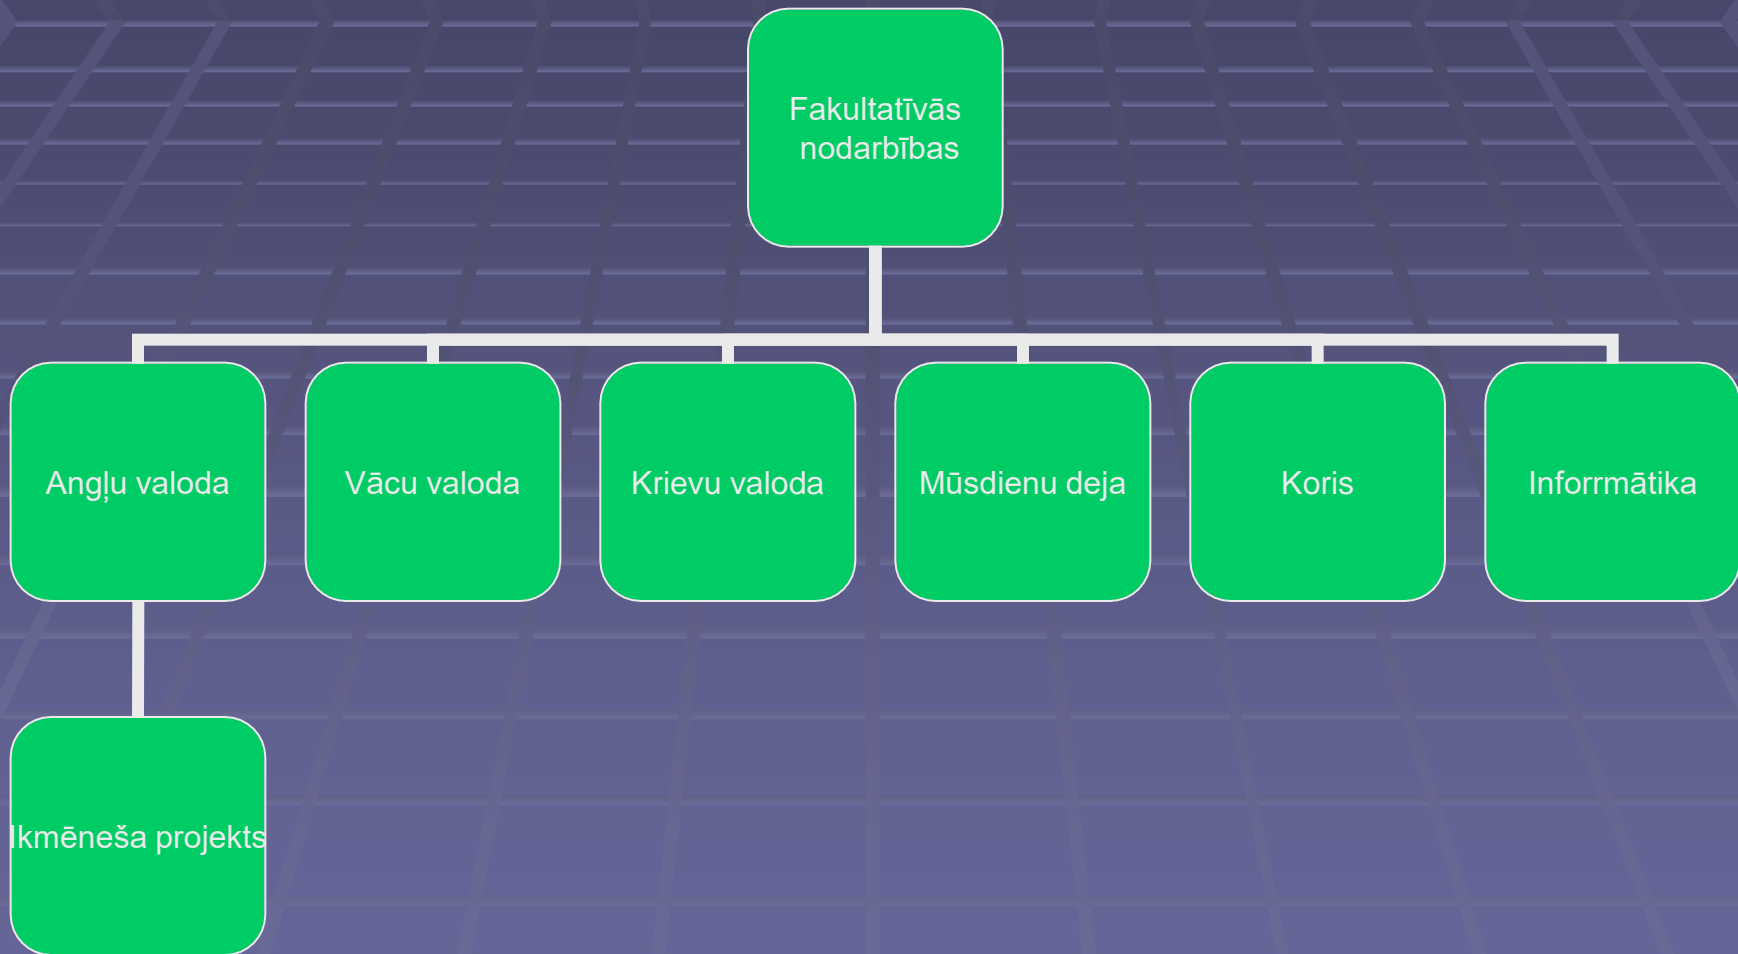 Fakultatīvās
nodarbības
Angļu valoda
Vācu valoda
Krievu valoda
Mūsdienu deja
Koris
Inforrmātika
Ikmēneša projekts